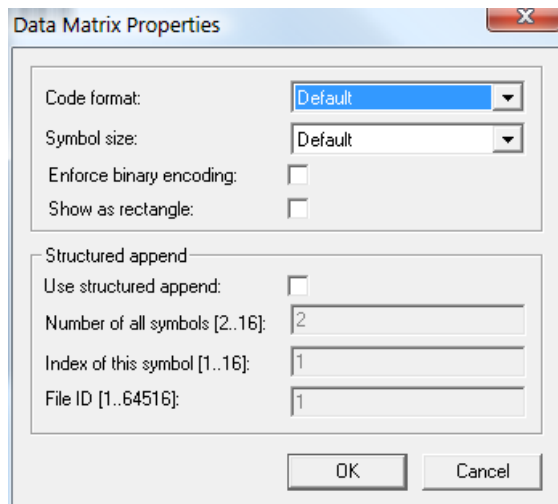 Data Matrix Properties
Code format: Default
Symbol size: Default
Enforce binary encoding:
Show as rectangle:
Structured append
Use structured append:
Number of all symbols [2..16]: 2
Index of this symbol [1..16]: 1
File ID [1..64516]: 1
OK Cancel